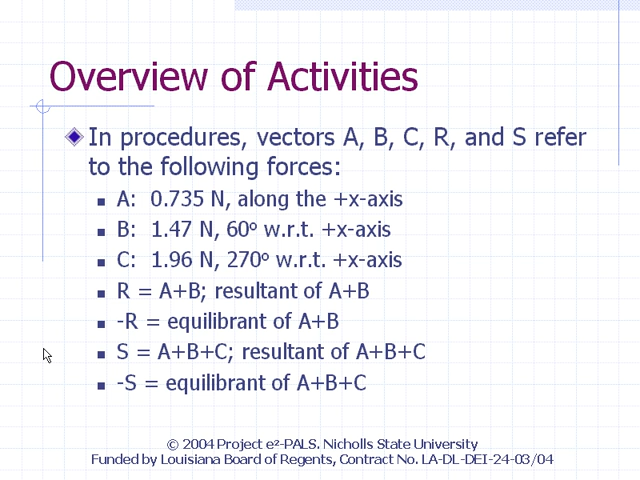 Overview of Activities
In procedures, vectors A, B, C, R, and S refer
to the following forces:
A: 0.735 N, along the +x-axis
B: 1.47 N, 60º w.r.t. +x-axis
C: 1.96 N, 270º w.r.t. +x-axis
R = A+B; resultant of A+B
-R = equilibrant of A+B
S = A+B+C; resultant of A+B+C
-S = equilibrant of A+B+C
© 2004 Project e²-PALS. Nicholls State University
Funded by Louisiana Board of Regents, Contract No. LA-DL-DEI-24-03/04